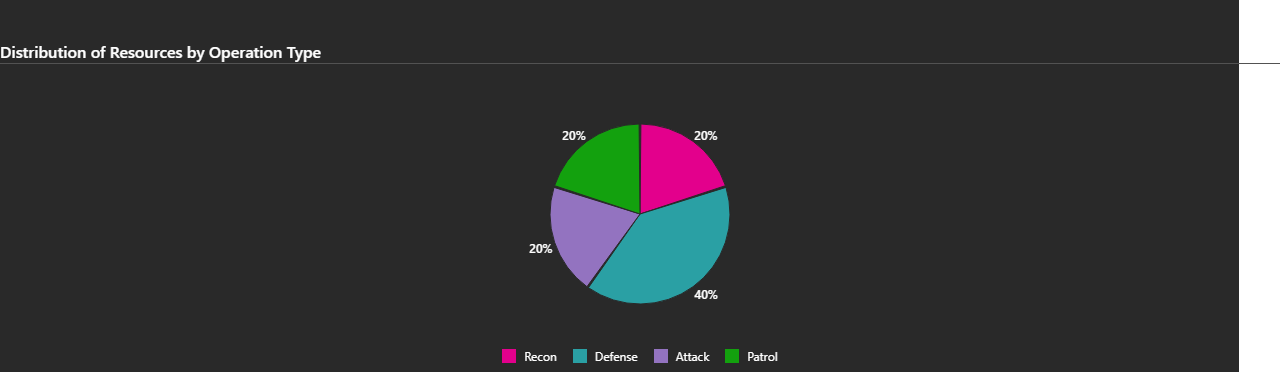 Distribution of Resources by Operation Type
20% 20%
20%
40%
Recon Defense Attack Patrol